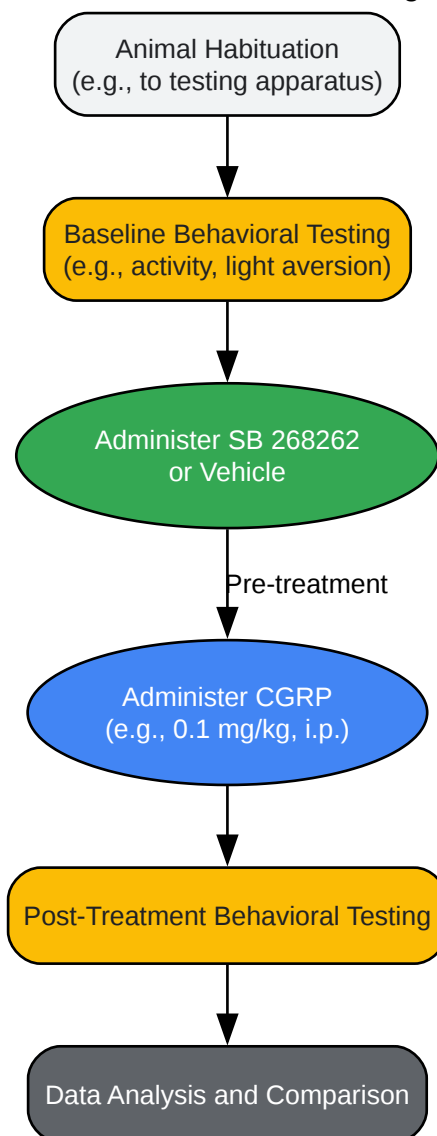 Animal Habituation
(e.g., to testing apparatus)
Baseline Behavioral Testing
(e.g., activity, light aversion)
Administer SB 268262
or Vehicle
Pre-treatment
Administer CGRP
(e.g., 0.1 mg/kg, i.p.)
Post-Treatment Behavioral Testing
Data Analysis and Comparison